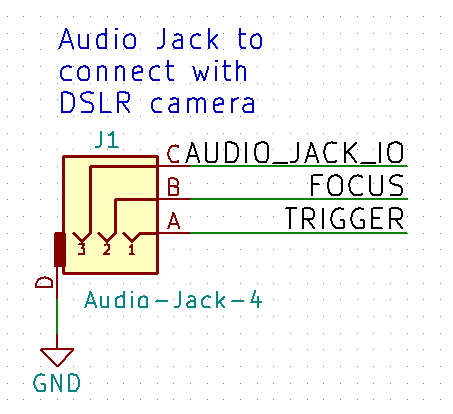 Audio Jack to
connect with
DSLR camera
J1
C AUDIO_JACK_IO
B FOCUS
A TRIGGER
3 2 1
D
Audio-Jack-4
GND